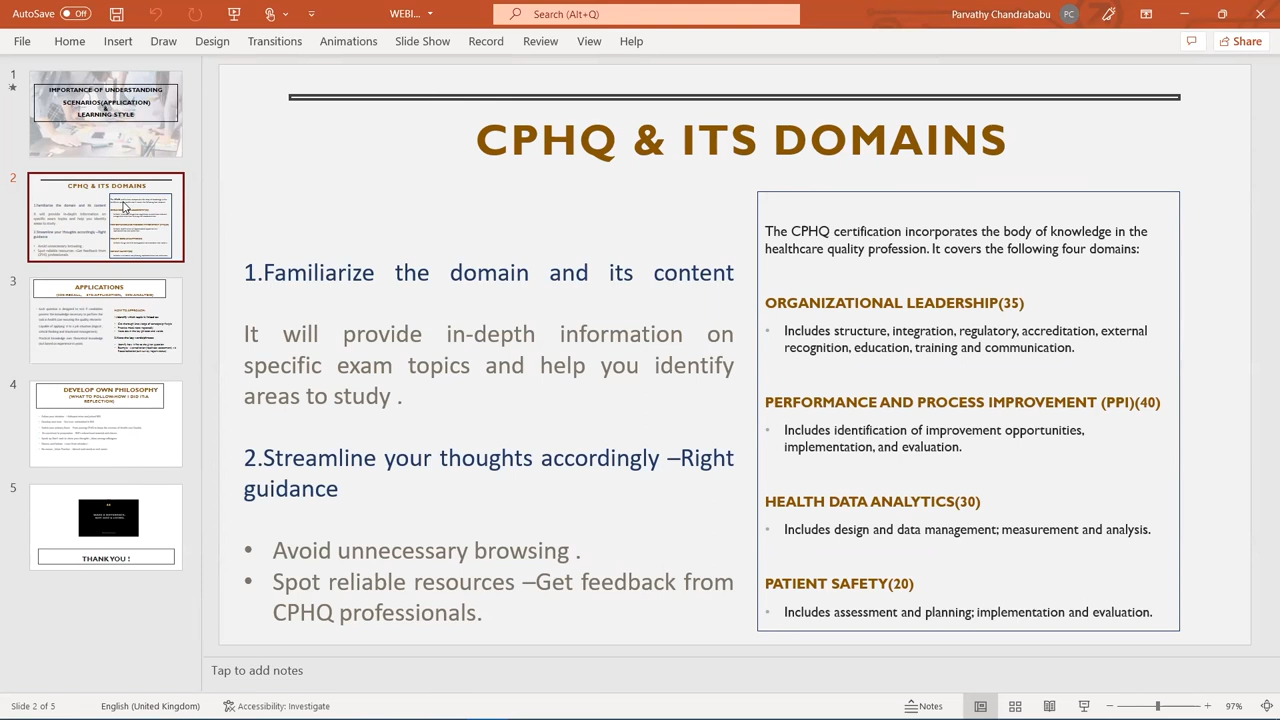 AutoSave Off
WEBI...
Search (Alt+Q)
Parvathy Chandrababu PC
File Home Insert Draw Design Transitions Animations Slide Show Record Review View Help
Share
1
IMPORTANCE OF UNDERSTANDING
SCENARIOS(APPLICATION)
&
LEARNING STYLE
2
CPHQ & ITS DOMAINS
3
APPLICATIONS
4
DEVELOP OWN PHILOSOPHY
5
THANK YOU !
CPHQ & ITS DOMAINS
1.Familiarize the domain and its content
It will provide in-depth information on
specific exam topics and help you identify
areas to study .
2.Streamline your thoughts accordingly –Right
guidance
• Avoid unnecessary browsing .
• Spot reliable resources –Get feedback from
CPHQ professionals.
The CPHQ certification incorporates the body of knowledge in the
healthcare quality profession. It covers the following four domains:
ORGANIZATIONAL LEADERSHIP(35)
• Includes structure, integration, regulatory, accreditation, external
recognition, education, training and communication.
PERFORMANCE AND PROCESS IMPROVEMENT (PPI)(40)
• Includes identification of improvement opportunities,
implementation, and evaluation.
HEALTH DATA ANALYTICS(30)
• Includes design and data management; measurement and analysis.
PATIENT SAFETY(20)
• Includes assessment and planning; implementation and evaluation.
Tap to add notes
Slide 2 of 5
English (United Kingdom)
Accessibility: Investigate
Notes
97%